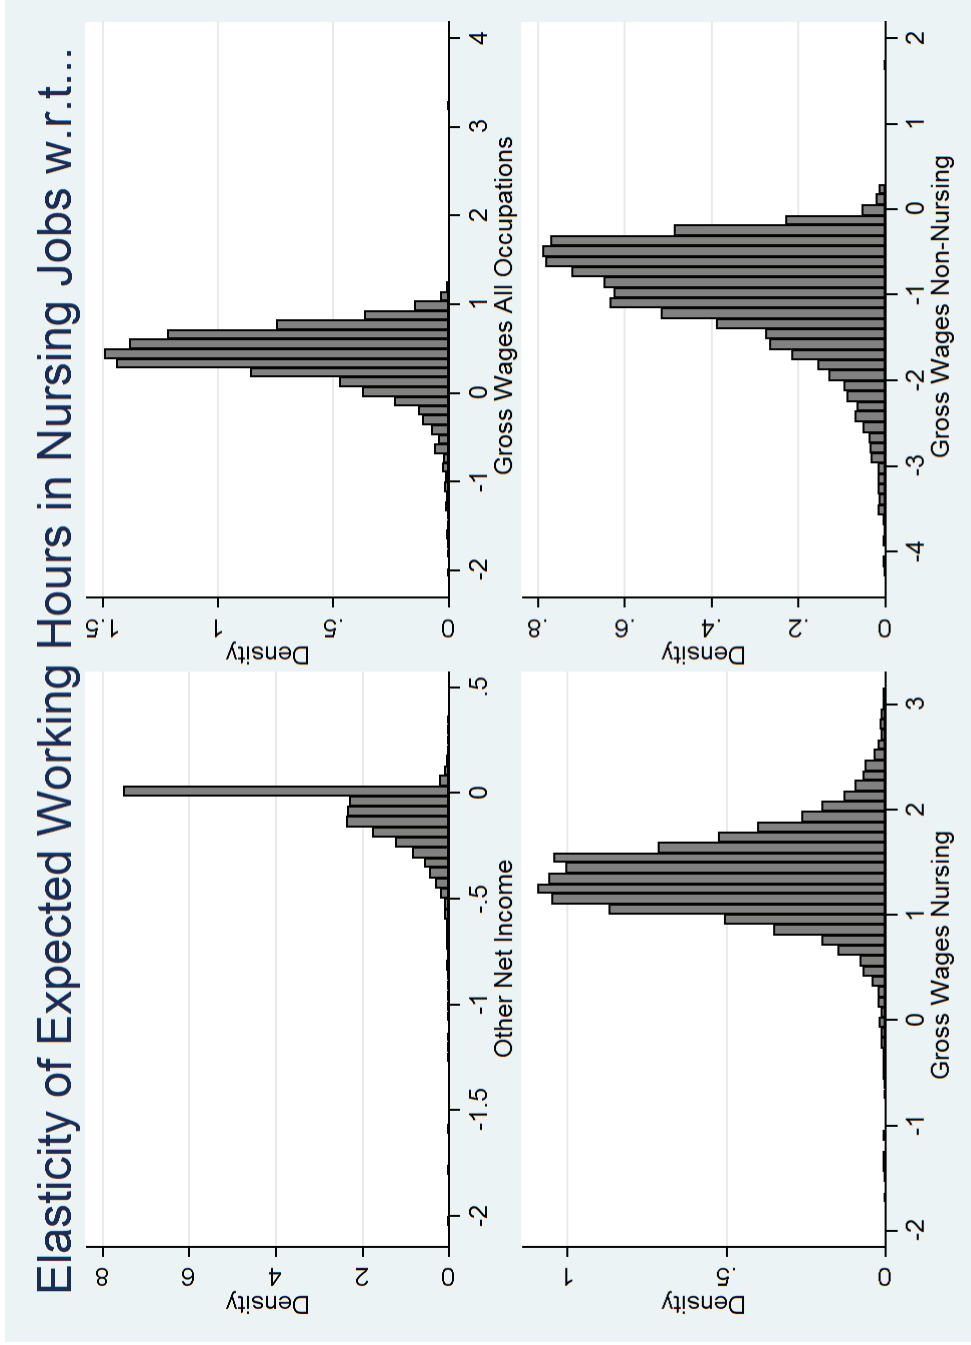 Elasticity of Expected Working Hours in Nursing Jobs w.r.t...
Density
0 2 4 6 8
-2 -1.5 -1 -.5 0 .5
Other Net Income
Density
0 .5 1 1.5
-2 -1 0 1 2 3 4
Gross Wages All Occupations
Density
0 .5 1
-2 -1 0 1 2 3
Gross Wages Nursing
Density
0 .2 .4 .6 .8
-4 -3 -2 -1 0 1 2
Gross Wages Non-Nursing